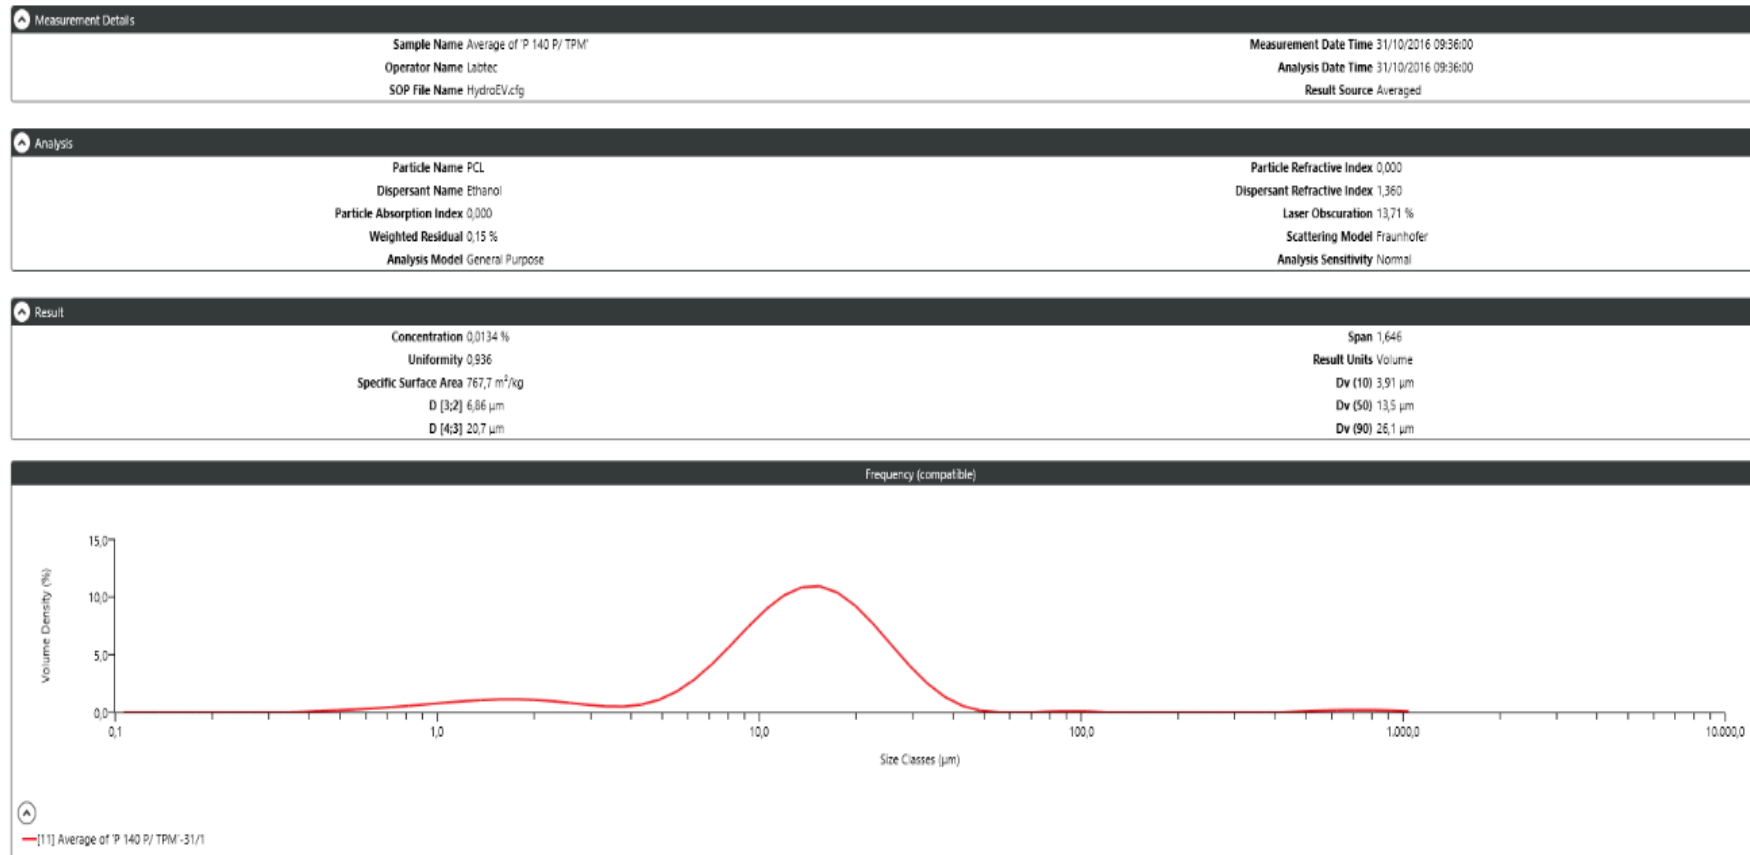 Measurement Details
Sample Name Average of 'P 140 P/ TPM' Measurement Date Time 31/10/2016 09:36:00
Operator Name Labtec Analysis Date Time 31/10/2016 09:36:00
SOP File Name HydroEV.cfg Result Source Averaged
Analysis
Particle Name PCL Particle Refractive Index 0,000
Dispersant Name Ethanol Dispersant Refractive Index 1,360
Particle Absorption Index 0,000 Laser Obscuration 13,71 %
Weighted Residual 0,15 % Scattering Model Fraunhofer
Analysis Model General Purpose Analysis Sensitivity Normal
Result
Concentration 0,0134 % Span 1,646
Uniformity 0,936 Result Units Volume
Specific Surface Area 767,7 m²/kg Dv (10) 3,91 µm
D [3;2] 6,86 µm Dv (50) 13,5 µm
D [4;3] 20,7 µm Dv (90) 26,1 µm
Frequency (compatible)
Volume Density (%)
15,0
10,0
5,0
0,0
0,1 1,0 10,0 100,0 1.000,0 10.000,0
Size Classes (µm)
[11] Average of 'P 140 P/ TPM'-31/1